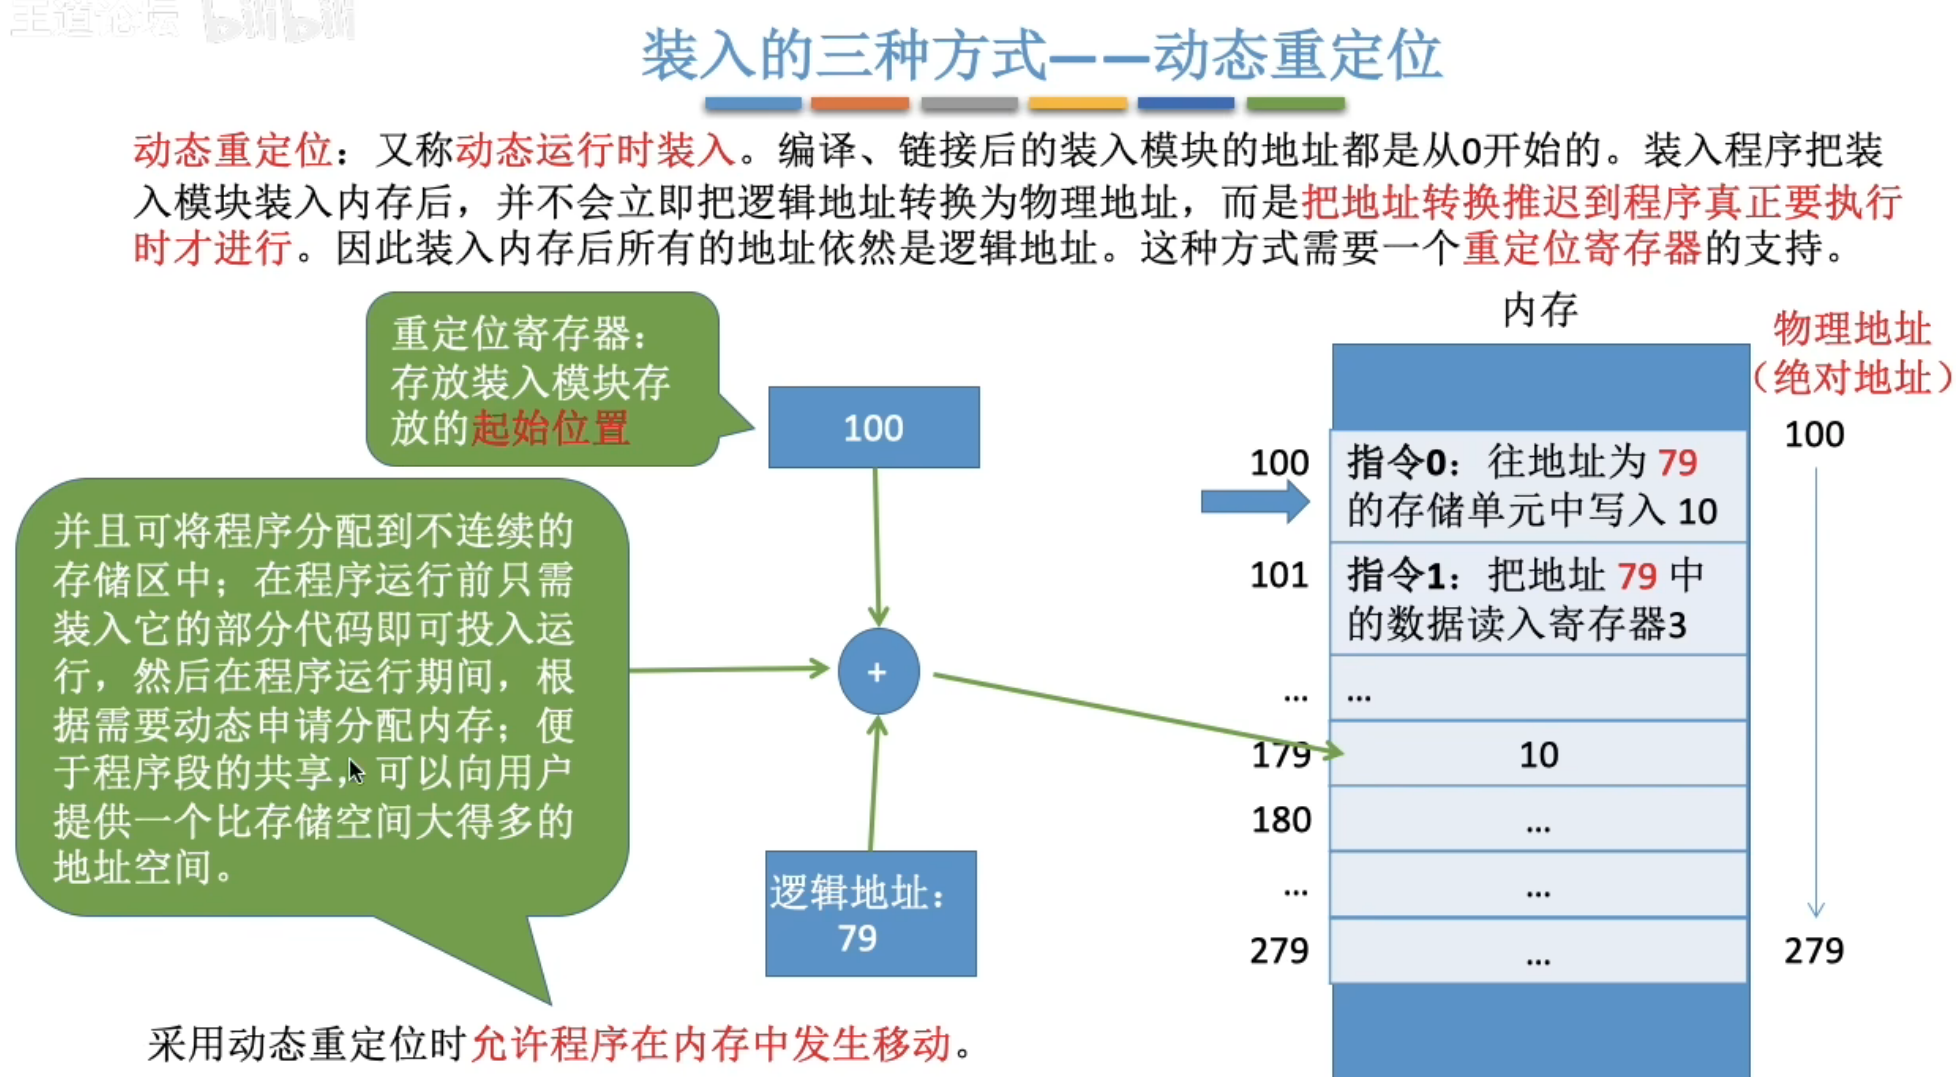 王道论坛 bilibili
装入的三种方式——动态重定位
动态重定位：又称动态运行时装入。编译、链接后的装入模块的地址都是从0开始的。装入程序把装
入模块装入内存后，并不会立即把逻辑地址转换为物理地址，而是把地址转换推迟到程序真正要执行
时才进行。因此装入内存后所有的地址依然是逻辑地址。这种方式需要一个重定位寄存器的支持。
重定位寄存器：
存放装入模块存
放的起始位置
100
并且可将程序分配到不连续的
存储区中；在程序运行前只需
装入它的部分代码即可投入运
行，然后在程序运行期间，根
据需要动态申请分配内存；便
于程序段的共享，可以向用户
提供一个比存储空间大得多的
地址空间。
+
逻辑地址：
79
采用动态重定位时允许程序在内存中发生移动。
内存
物理地址
（绝对地址）
100
100
指令0：往地址为 79
的存储单元中写入 10
101
指令1：把地址 79 中
的数据读入寄存器3
... ...
179 10
180 ...
... ...
279 ...
279